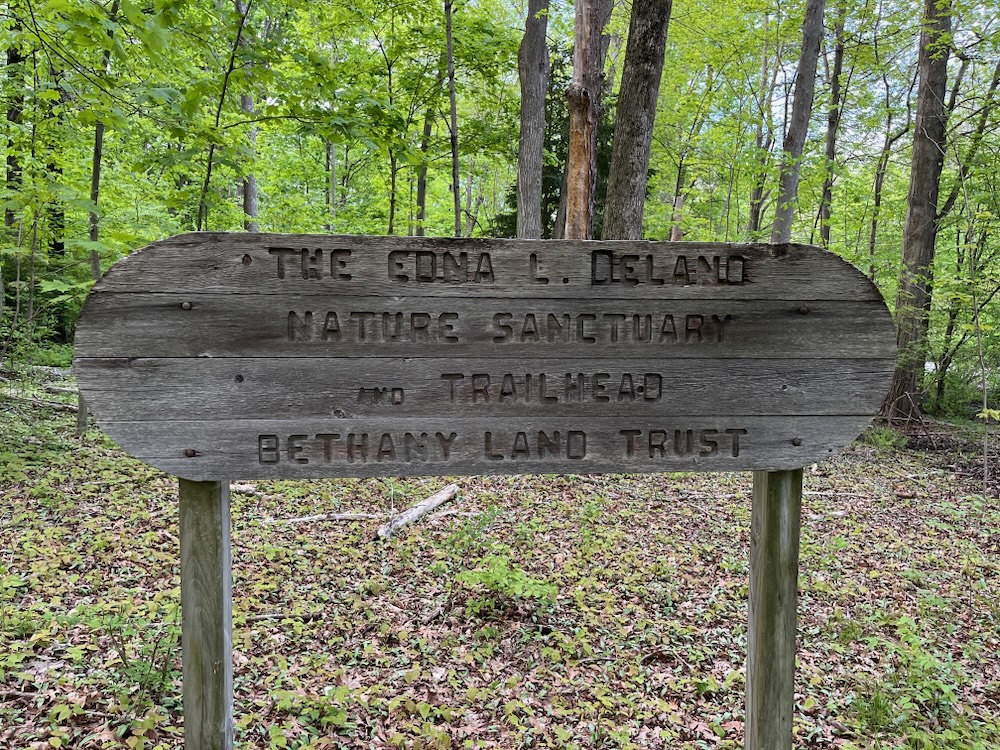 THE EDNA L. DELANO
NATURE SANCTUARY
AND TRAILHEAD
BETHANY LAND TRUST